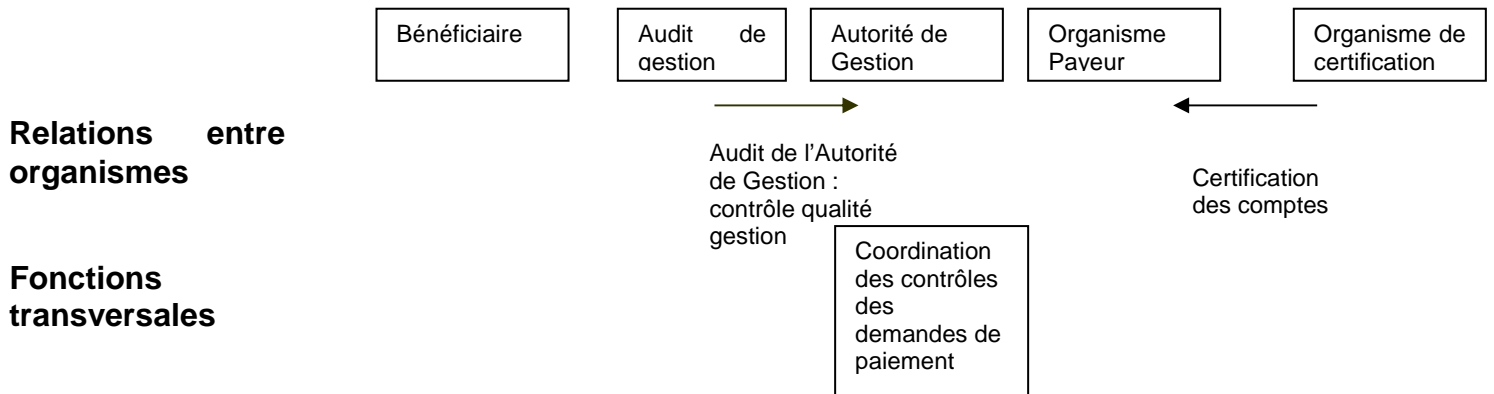 Bénéficiaire
Audit de
gestion
Autorité de
Gestion
Organisme
Payeur
Organisme de
certification
Relations entre
organismes
Audit de l’Autorité
de Gestion :
contrôle qualité
gestion
Certification
des comptes
Fonctions
transversales
Coordination
des contrôles
des
demandes de
paiement